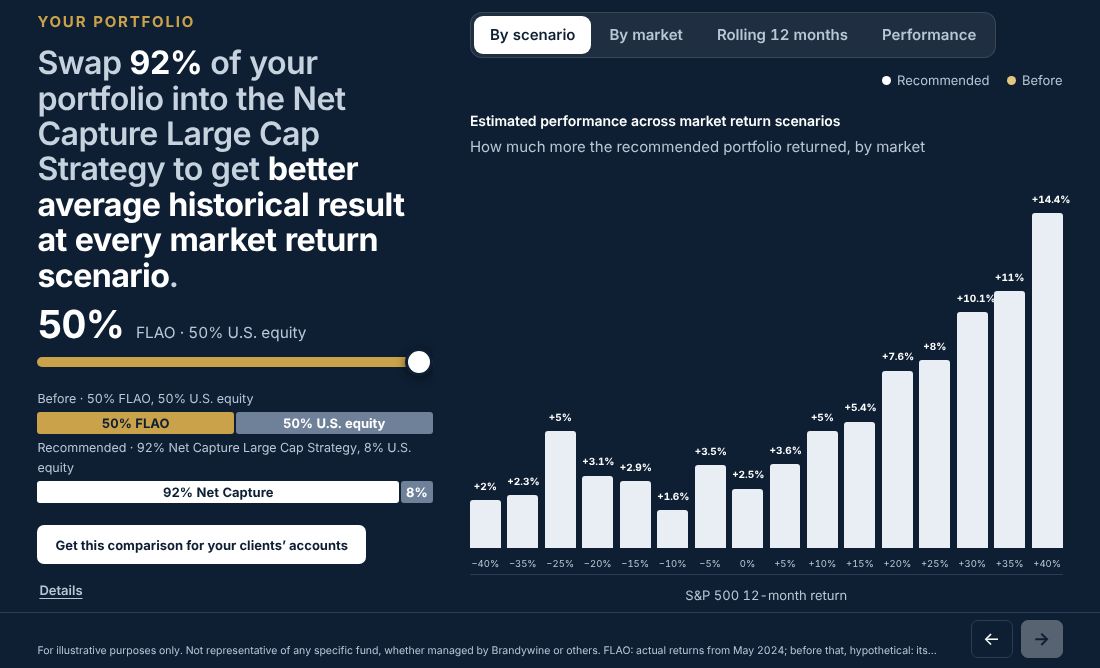 YOUR PORTFOLIO
Swap 92% of your
portfolio into the Net
Capture Large Cap
Strategy to get better
average historical result
at every market return
scenario.
50% FLAO · 50% U.S. equity
Before · 50% FLAO, 50% U.S. equity
50% FLAO 50% U.S. equity
Recommended · 92% Net Capture Large Cap Strategy, 8% U.S.
equity
92% Net Capture 8%
Get this comparison for your clients’ accounts
Details
By scenario By market Rolling 12 months Performance
Recommended Before
Estimated performance across market return scenarios
How much more the recommended portfolio returned, by market
+2% +2.3% +5% +3.1% +2.9% +1.6% +3.5% +2.5% +3.6% +5% +5.4% +7.6% +8% +10.1% +11% +14.4%
−40% −35% −25% −20% −15% −10% −5% 0% +5% +10% +15% +20% +25% +30% +35% +40%
S&P 500 12-month return
For illustrative purposes only. Not representative of any specific fund, whether managed by Brandywine or others. FLAO: actual returns from May 2024; before that, hypothetical: its...
← →